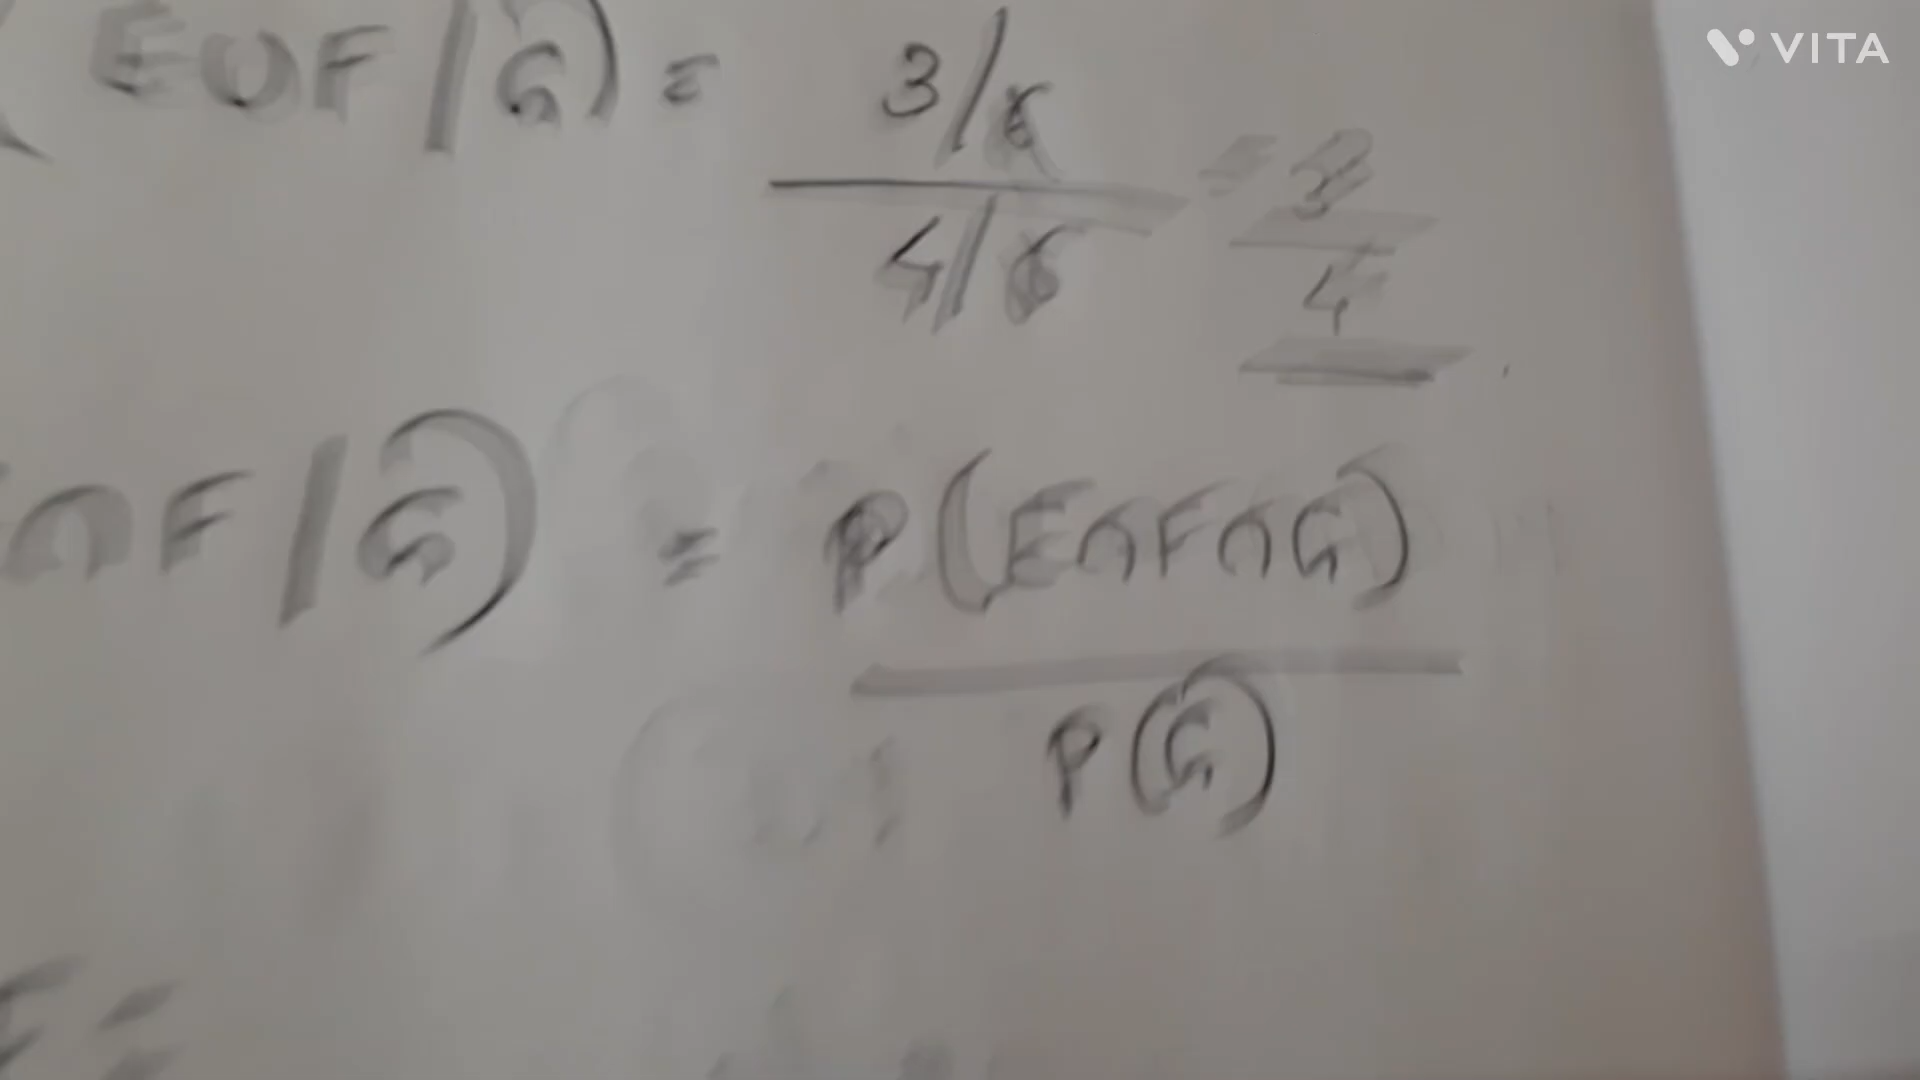 VITA
(EUF/G) = 3/6 / 4/6 = 3/4
∩F/G) = P(E∩F∩G) / P(G)
F =